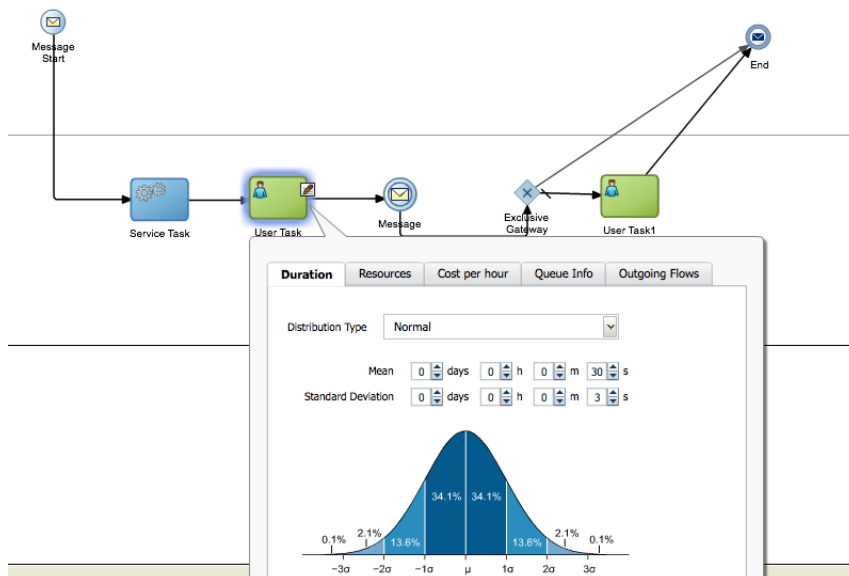 Message
Start
End
Service Task
User Task
Message
Exclusive
Gateway
User Task1
Duration
Resources
Cost per hour
Queue Info
Outgoing Flows
Distribution Type Normal
Mean 0 days 0 h 0 m 30 s
Standard Deviation 0 days 0 h 0 m 3 s
34.1% 34.1%
0.1% 2.1% 13.6% 13.6% 2.1% 0.1%
−3σ −2σ −1σ μ 1σ 2σ 3σ